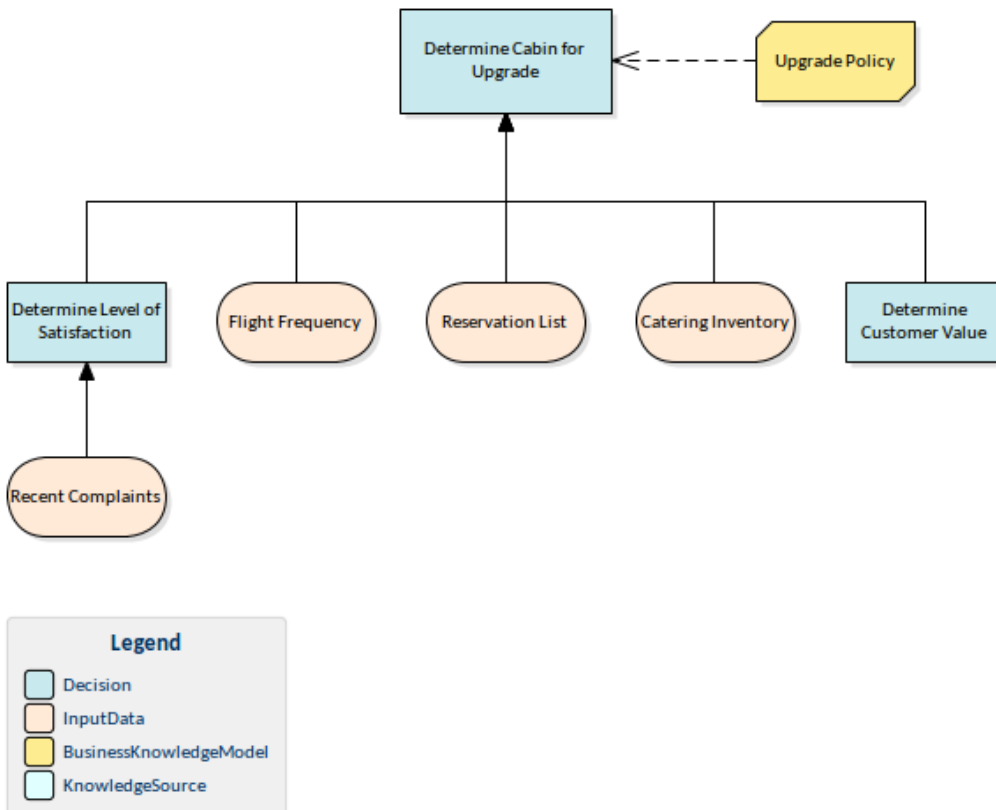 Determine Cabin for
Upgrade
Upgrade Policy
Determine Level of
Satisfaction
Flight Frequency
Reservation List
Catering Inventory
Determine
Customer Value
Recent Complaints
Legend
Decision
InputData
BusinessKnowledgeModel
KnowledgeSource